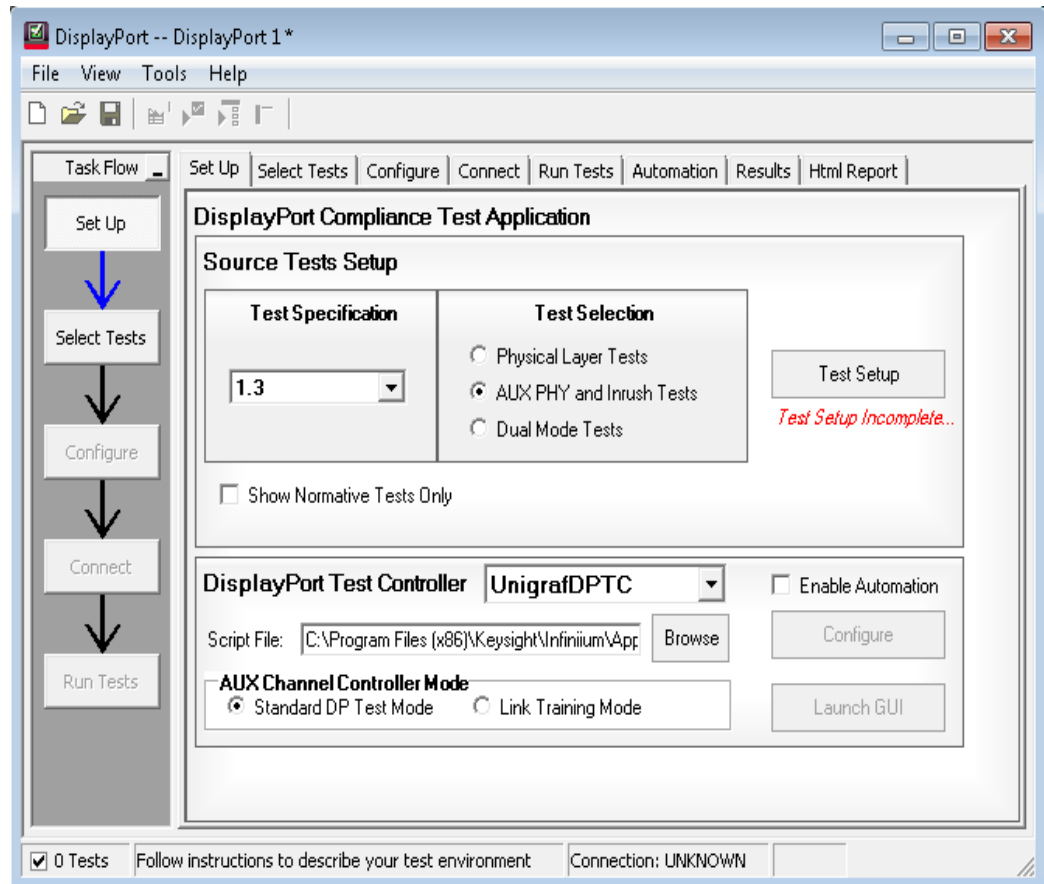 DisplayPort -- DisplayPort 1 *
File View Tools Help
Task Flow
Set Up Select Tests Configure Connect Run Tests Automation Results Html Report
Set Up
Select Tests
Configure
Connect
Run Tests
DisplayPort Compliance Test Application
Source Tests Setup
Test Specification
1.3
Test Selection
Physical Layer Tests
AUX PHY and Inrush Tests
Dual Mode Tests
Test Setup
Test Setup Incomplete...
Show Normative Tests Only
DisplayPort Test Controller UnigrafDPTC Enable Automation
Script File: C:\Program Files (x86)\Keysight\Infiniium\App Browse Configure
AUX Channel Controller Mode
Standard DP Test Mode Link Training Mode Launch GUI
0 Tests Follow instructions to describe your test environment Connection: UNKNOWN